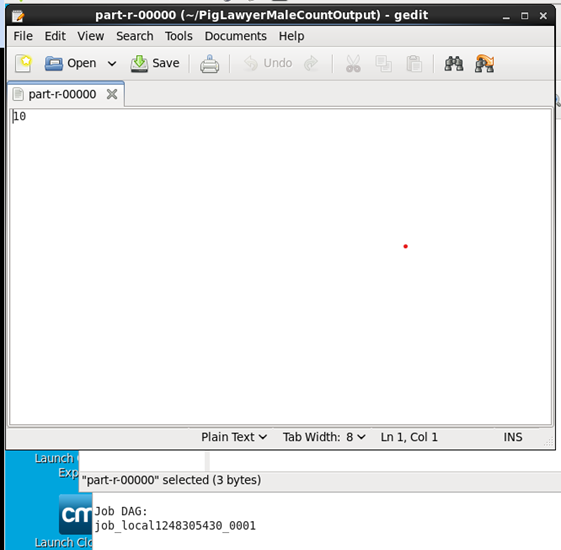 part-r-00000 (~/PigLawyerMaleCountOutput) - gedit
File Edit View Search Tools Documents Help
Open Save Undo
part-r-00000
10
Plain Text Tab Width: 8 Ln 1, Col 1 INS
Launch
Exp
"part-r-00000" selected (3 bytes)
cm
Job DAG:
job_local1248305430_0001
Launch Clo